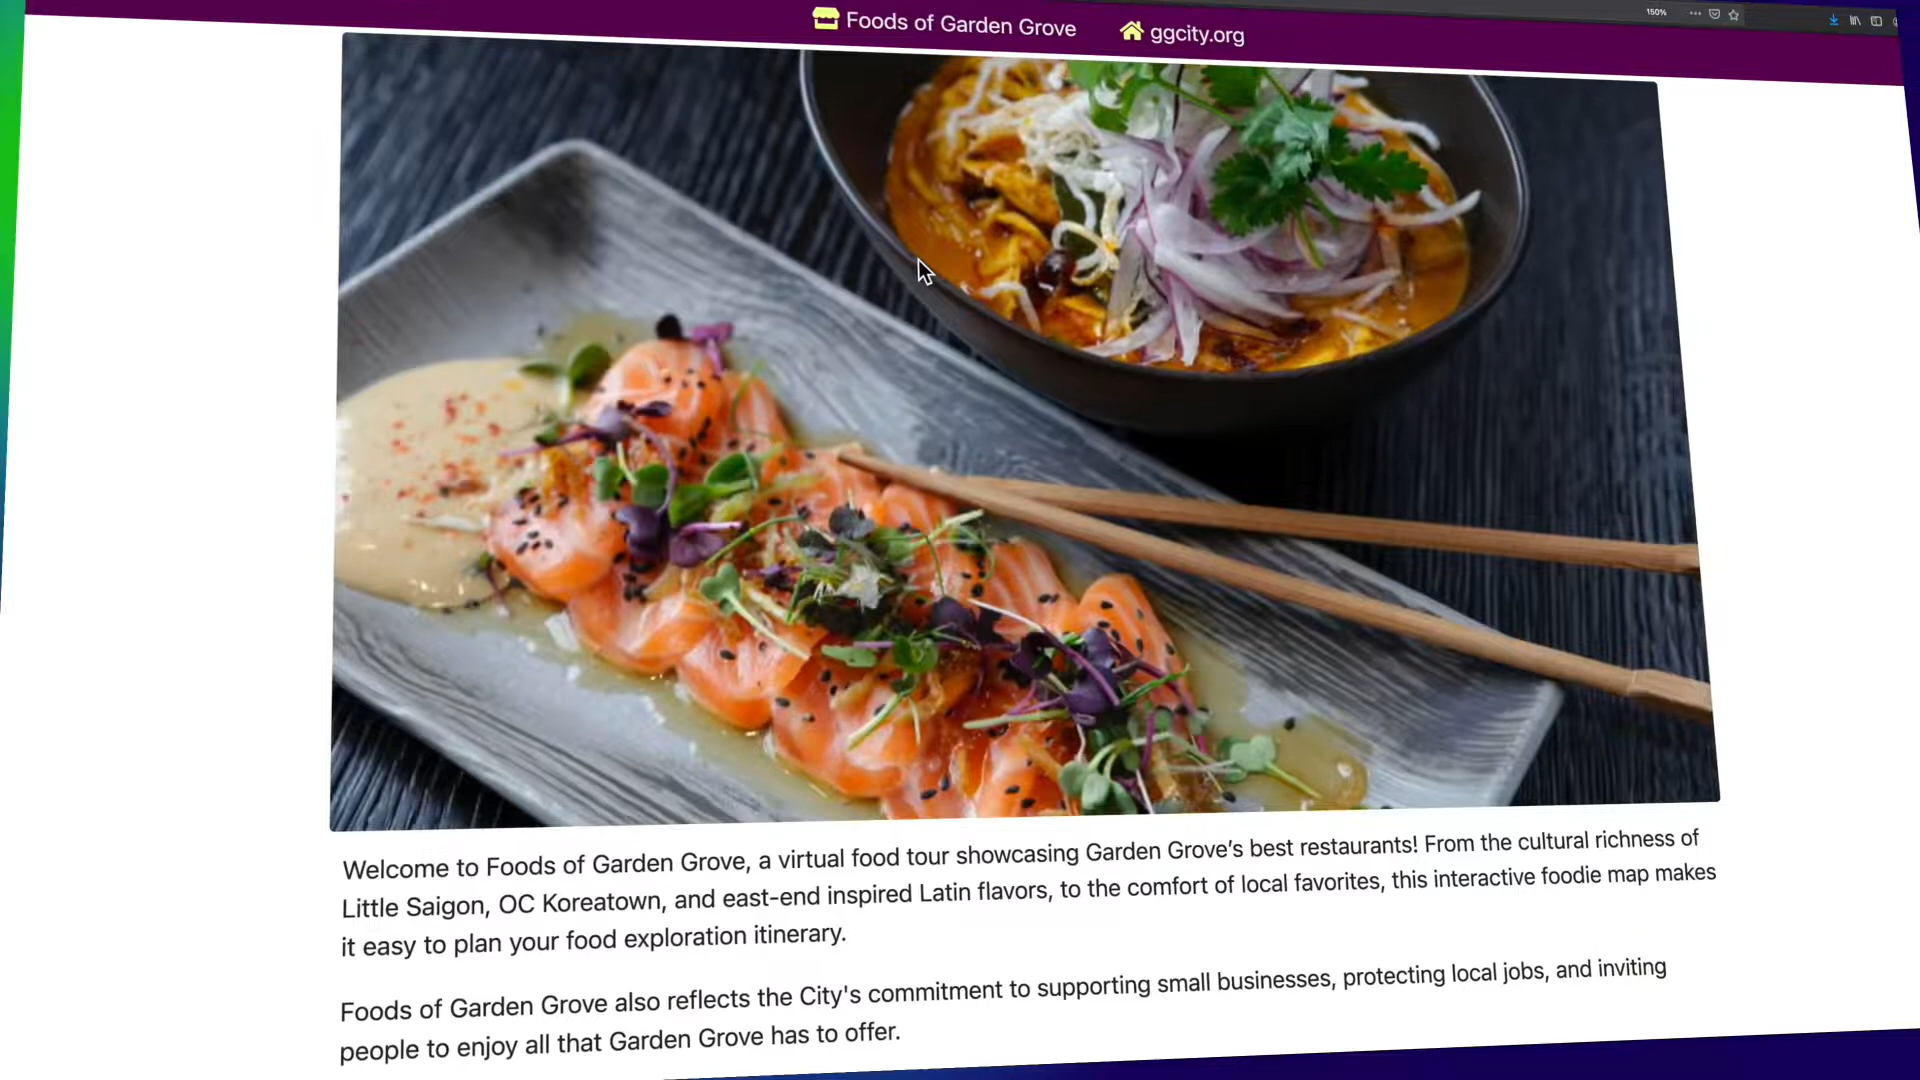 150%
Foods of Garden Grove
ggcity.org
Welcome to Foods of Garden Grove, a virtual food tour showcasing Garden Grove’s best restaurants! From the cultural richness of
Little Saigon, OC Koreatown, and east-end inspired Latin flavors, to the comfort of local favorites, this interactive foodie map makes
it easy to plan your food exploration itinerary.
Foods of Garden Grove also reflects the City's commitment to supporting small businesses, protecting local jobs, and inviting
people to enjoy all that Garden Grove has to offer.